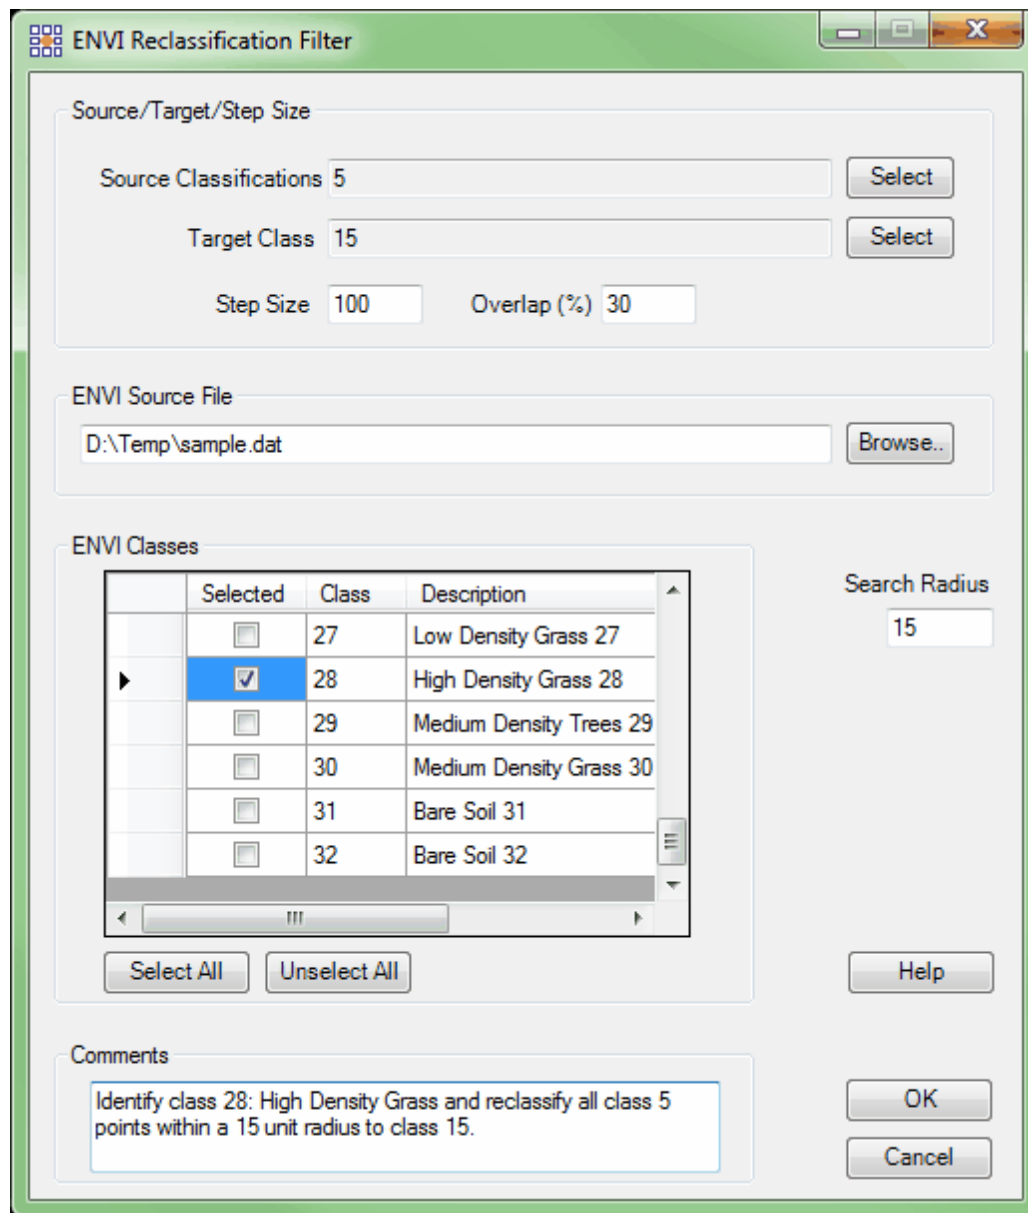 ENVI Reclassification Filter
Source/Target/Step Size
Source Classifications 5 Select
Target Class 15 Select
Step Size 100 Overlap (%) 30
ENVI Source File
D:\Temp\sample.dat Browse..
ENVI Classes
Search Radius
15
Selected Class Description
27 Low Density Grass 27
28 High Density Grass 28
29 Medium Density Trees 29
30 Medium Density Grass 30
31 Bare Soil 31
32 Bare Soil 32
Select All Unselect All Help
Comments
Identify class 28: High Density Grass and reclassify all class 5
points within a 15 unit radius to class 15.
OK
Cancel